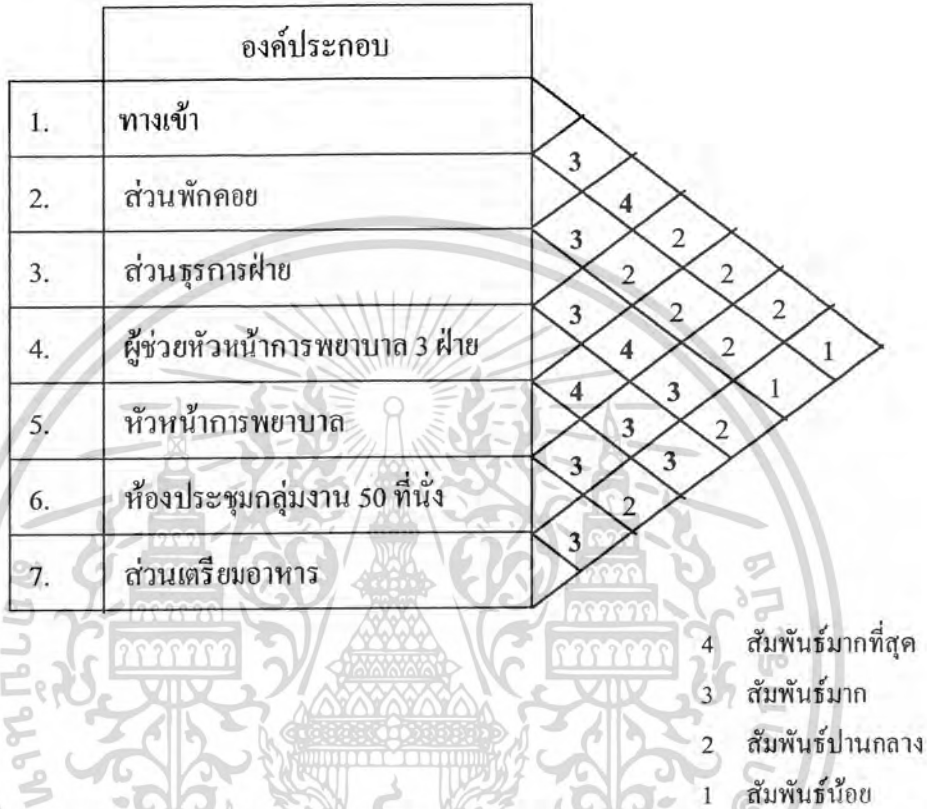 องค์ประกอบ
1. ทางเข้า
3
2. ส่วนพักคอย 4
3 2
3. ส่วนธุรการฝ่าย 2 2
3 2 2
4. ผู้ช่วยหัวหน้าการพยาบาล 3 ฝ่าย 4 2 1
4 3 1
5. หัวหน้าการพยาบาล 3 2
3 3
6. ห้องประชุมกลุ่มงาน 50 ที่นั่ง 2
3
7. ส่วนเตรียมอาหาร
4 สัมพันธ์มากที่สุด
3 สัมพันธ์มาก
2 สัมพันธ์ปานกลาง
1 สัมพันธ์น้อย